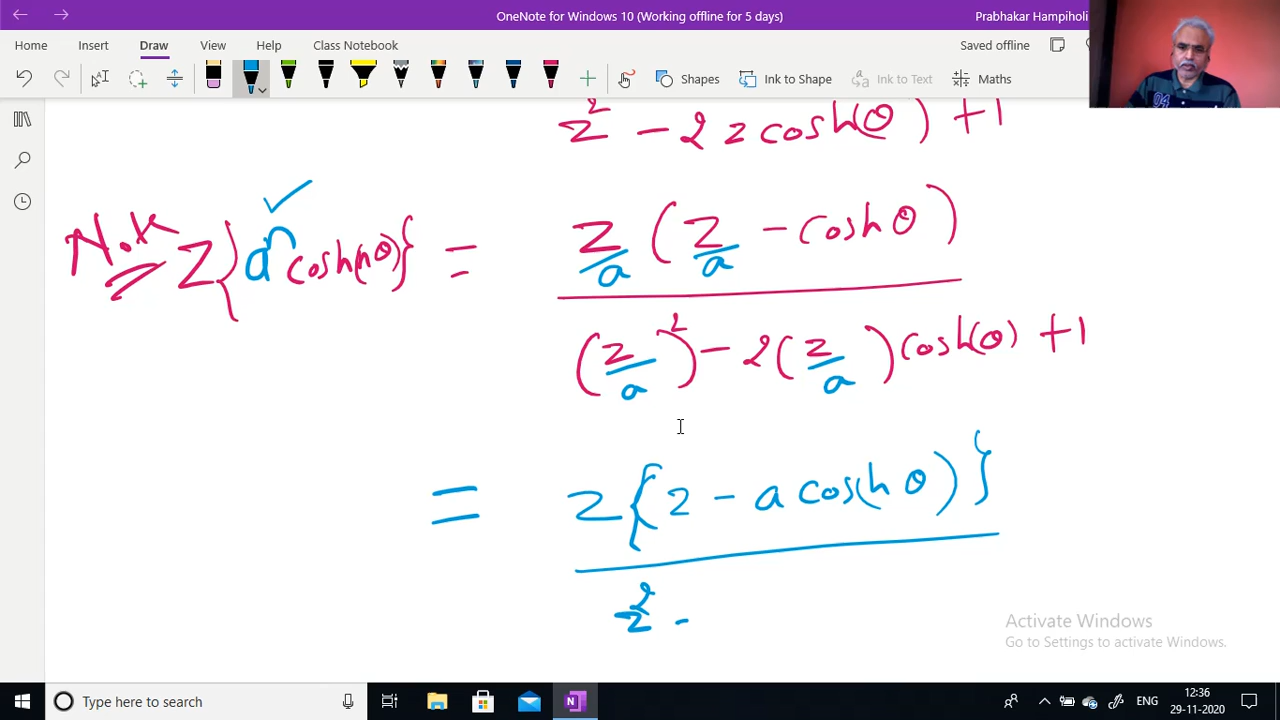 OneNote for Windows 10 (Working offline for 5 days)
Prabhakar Hampiholi
Home Insert Draw View Help Class Notebook
Saved offline
Shapes Ink to Shape Ink to Text Maths
z² - 2 z cosh(θ) + 1
Note Z{aⁿ cosh(nθ)} = z/a (z/a - cosh θ)
(z/a)² - 2(z/a) cosh(θ) + 1
= z{z - a cosh θ)}
z² -
Activate Windows
Go to Settings to activate Windows.
04
Type here to search
ENG
12:36
29-11-2020